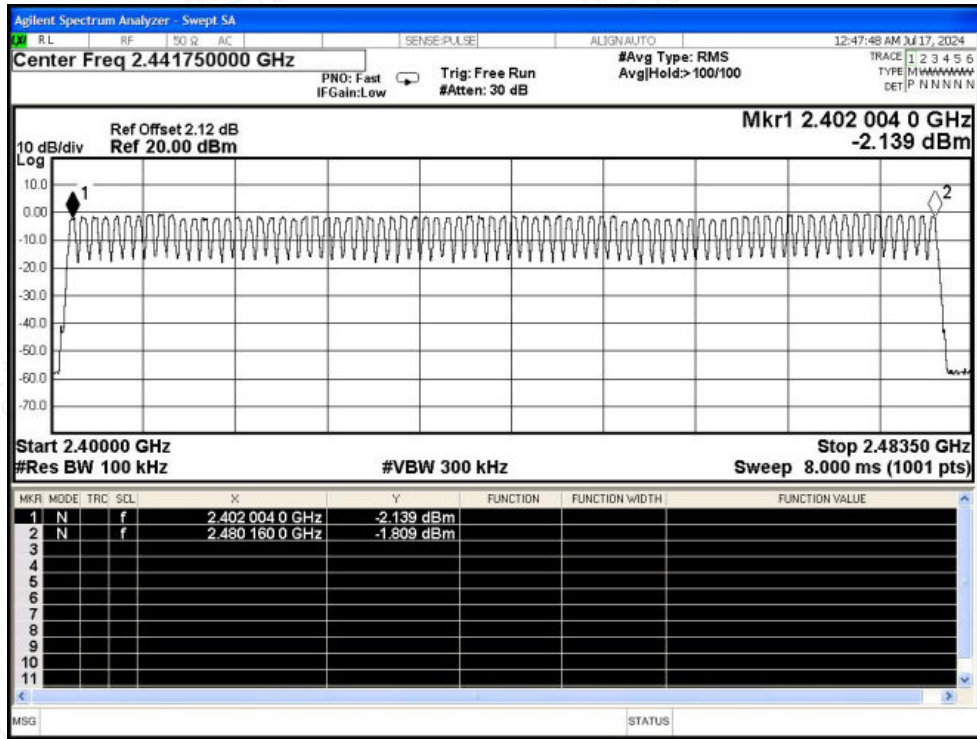 Agilent Spectrum Analyzer - Swept SA
LXI RL RF 50 Ω AC SENSE:PULSE ALIGNAUTO 12:47:48 AM Jul 17, 2024
Center Freq 2.441750000 GHz
PNO: Fast
IFGain:Low
Trig: Free Run
#Atten: 30 dB
#Avg Type: RMS
Avg|Hold:>100/100
TRACE 1 2 3 4 5 6
TYPE M WWWWW
DET P N N N N N
Ref Offset 2.12 dB
10 dB/div Ref 20.00 dBm
Log
Mkr1 2.402 004 0 GHz
-2.139 dBm
10.0
0.00
-10.0
-20.0
-30.0
-40.0
-50.0
-60.0
-70.0
1
2
Start 2.40000 GHz Stop 2.48350 GHz
#Res BW 100 kHz #VBW 300 kHz Sweep 8.000 ms (1001 pts)
MKR MODE TRC SCL X Y FUNCTION FUNCTION WIDTH FUNCTION VALUE
1 N f 2.402 004 0 GHz -2.139 dBm
2 N f 2.480 160 0 GHz -1.809 dBm
3
4
5
6
7
8
9
10
11
MSG STATUS